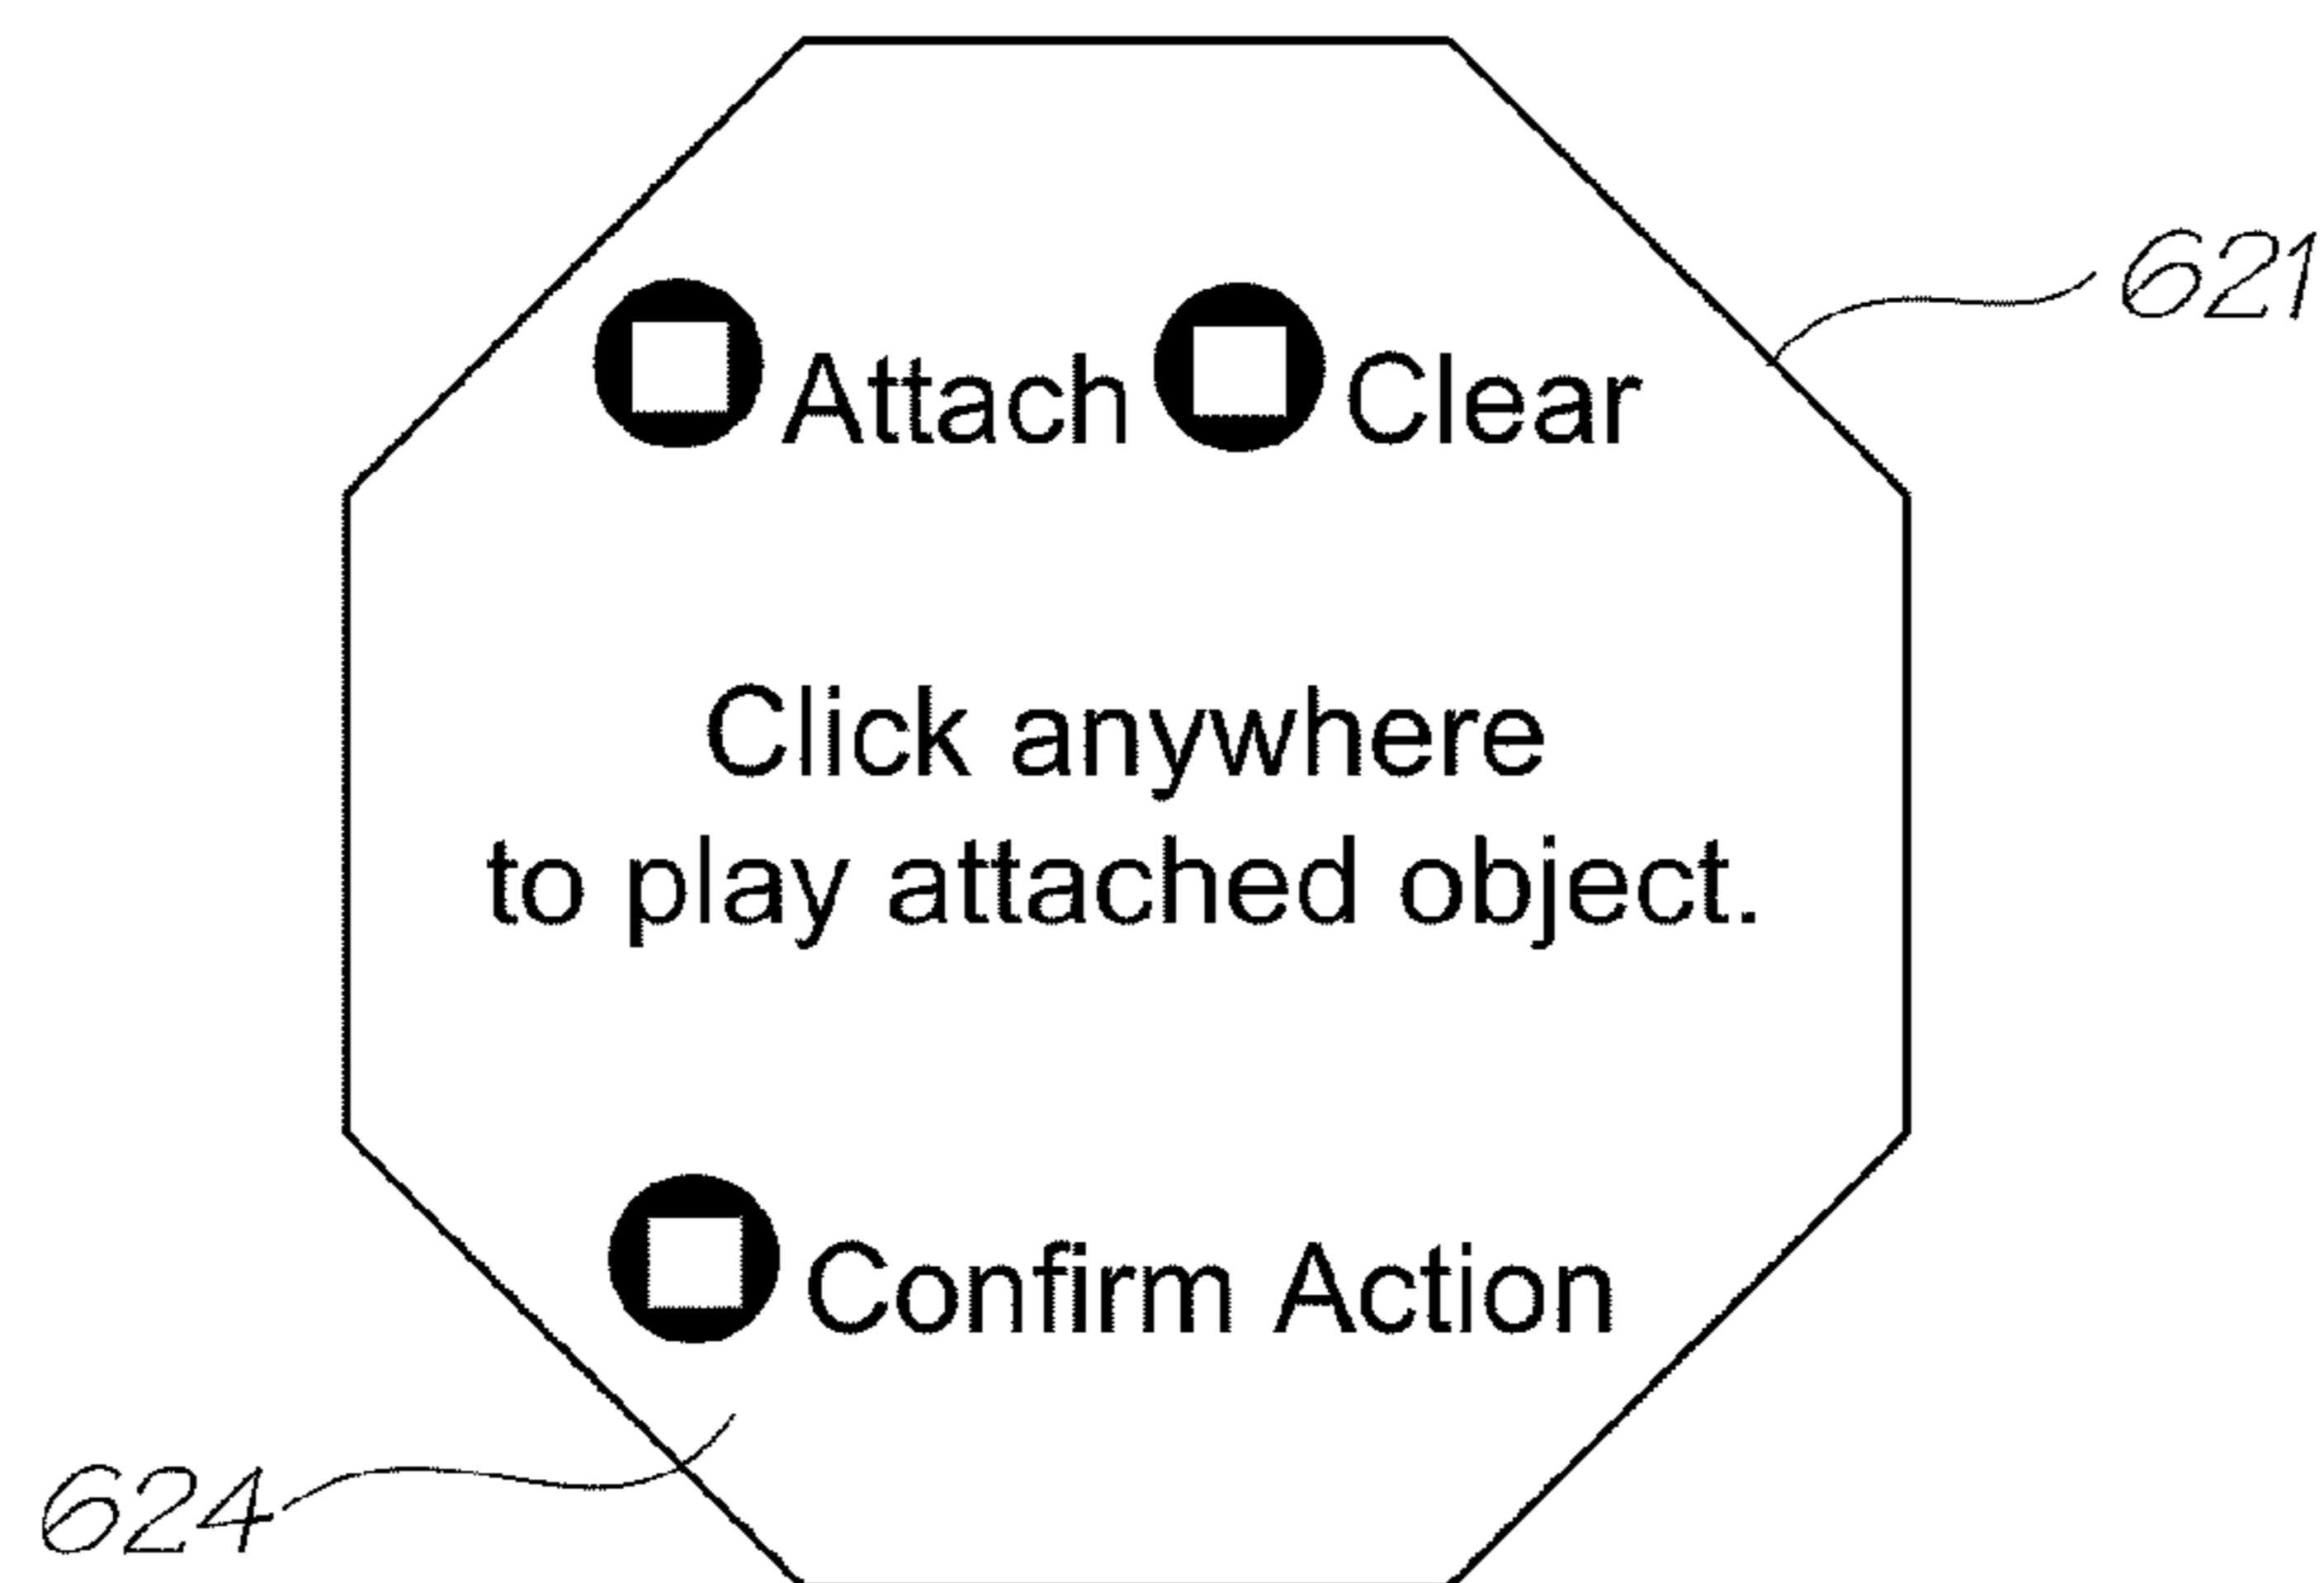 621
Attach Clear
Click anywhere
to play attached object.
Confirm Action
624